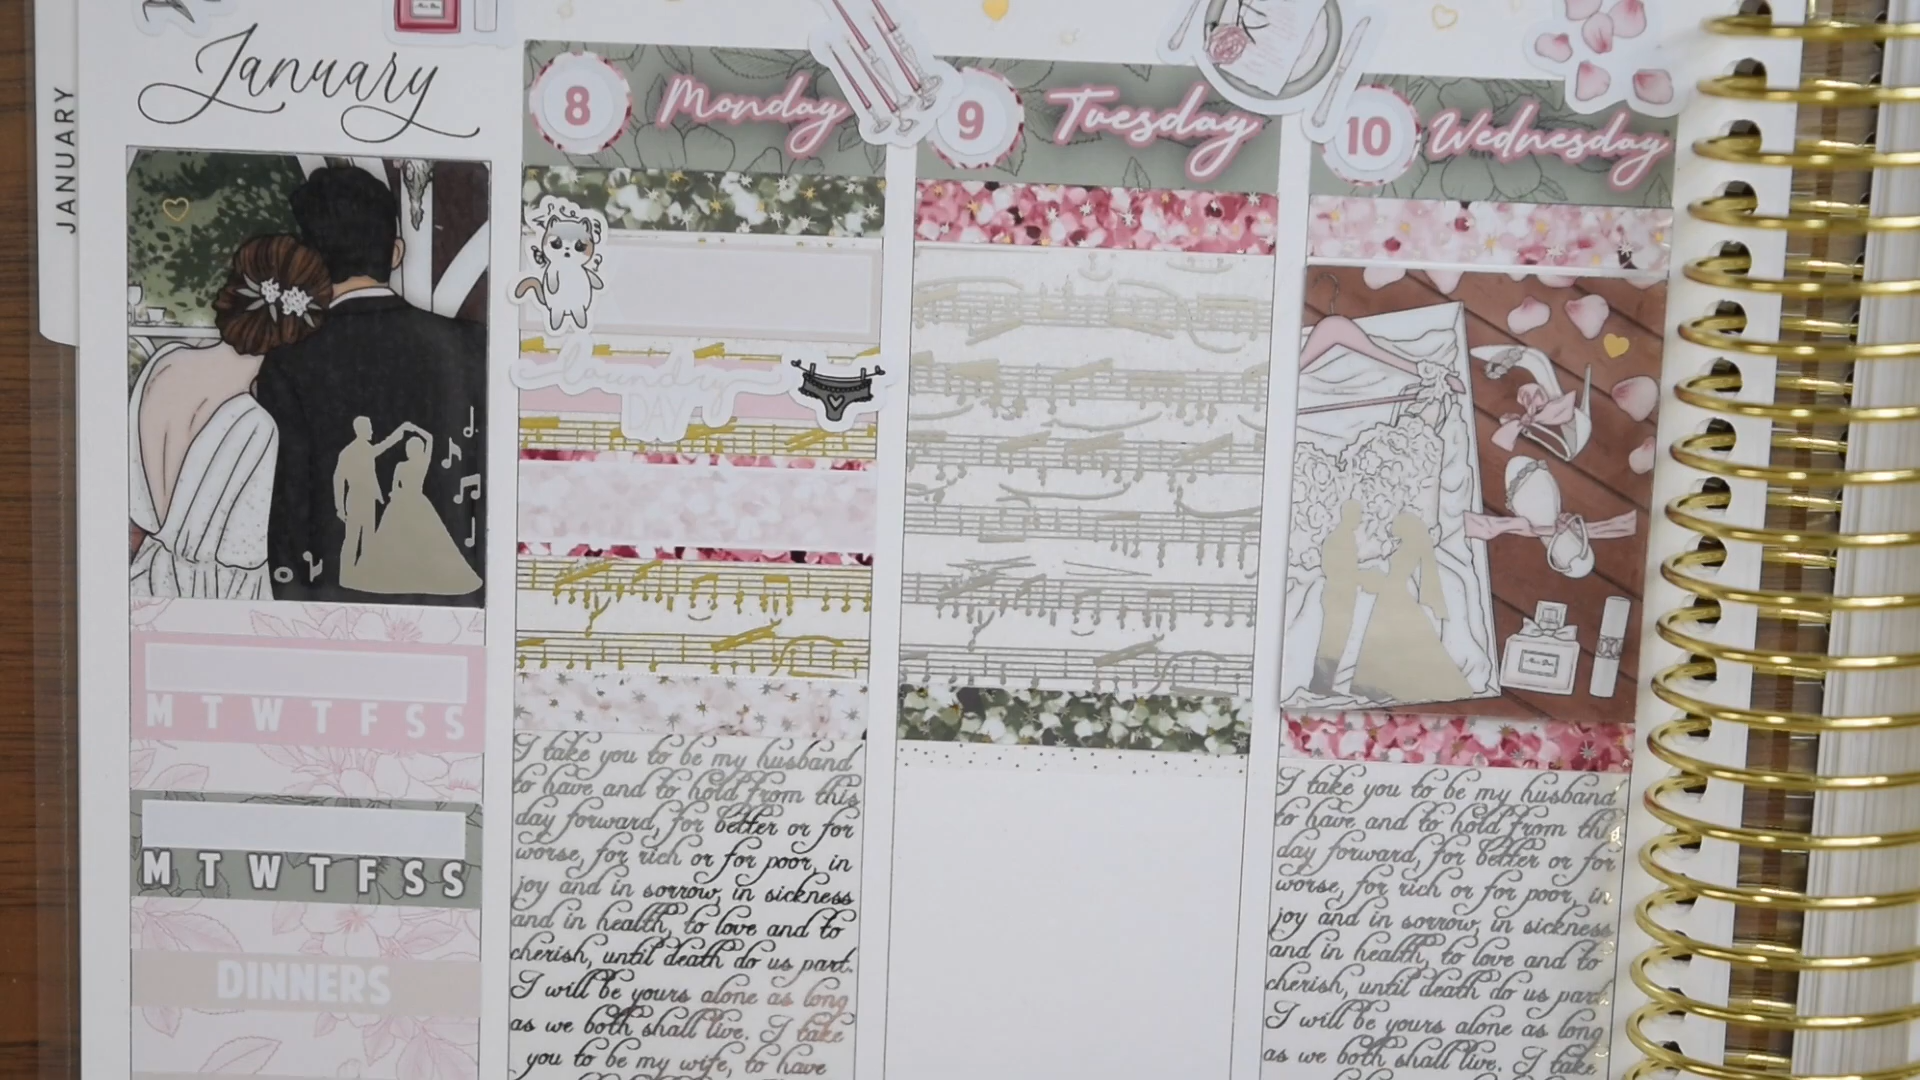 January
JANUARY
8 Monday
9 Tuesday
10 Wednesday
M T W T F S S
M T W T F S S
DINNERS
laundry
DAY
I take you to be my husband
to have and to hold from this
day forward, for better or for
worse, for rich or for poor, in
joy and in sorrow, in sickness
and in health, to love and to
cherish, until death do us part.
I will be yours alone as long
as we both shall live. I take
you to be my wife, to have
I take you to be my husband
to have and to hold from this
day forward, for better or for
worse, for rich or for poor, in
joy and in sorrow, in sickness
and in health, to love and to
cherish, until death do us part.
I will be yours alone as long
as we both shall live. I take